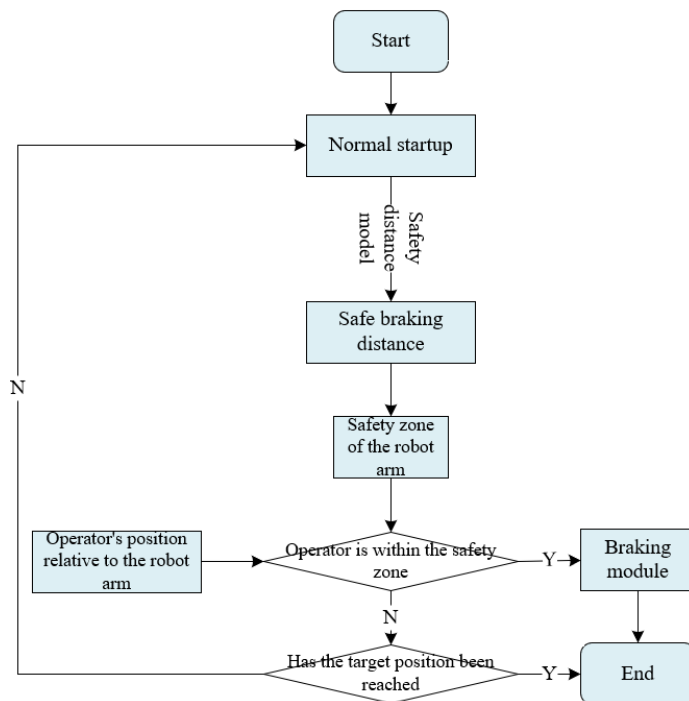 Start
Normal startup
Safety
distance
model
Safe braking
distance
N
Safety zone
of the robot
arm
Operator's position
relative to the robot
arm
Operator is within the safety
zone
Y
Braking
module
N
Has the target position been
reached
Y
End